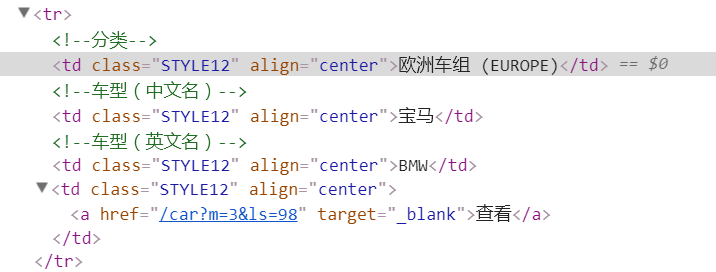 ▼<tr>
<!--分类-->
<td class="STYLE12" align="center">欧洲车组 (EUROPE)</td> == $0
<!--车型（中文名）-->
<td class="STYLE12" align="center">宝马</td>
<!--车型（英文名）-->
<td class="STYLE12" align="center">BMW</td>
▼<td class="STYLE12" align="center">
<a href="/car?m=3&ls=98" target="_blank">查看</a>
</td>
</tr>